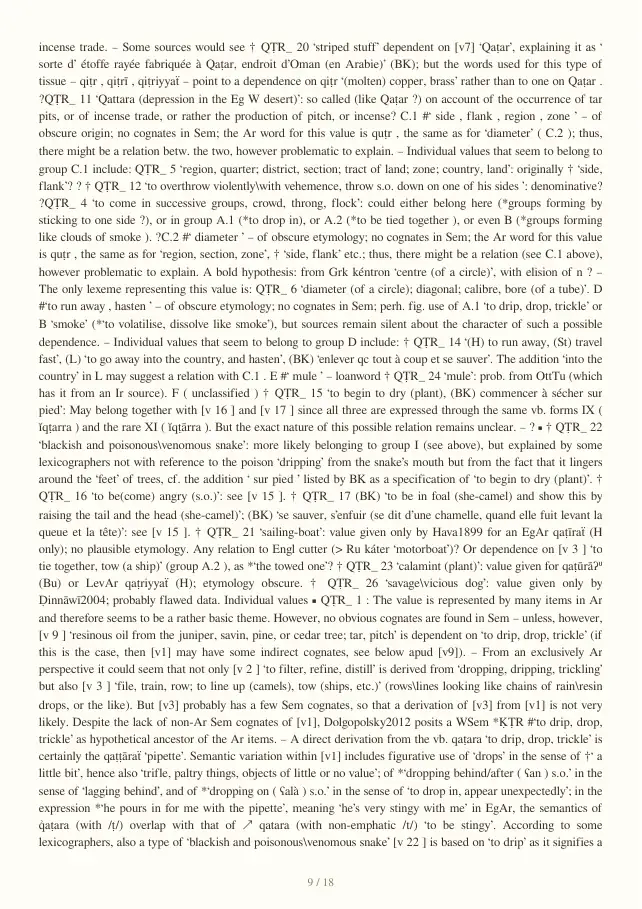 incense trade. – Some sources would see † QṬR_ 20 ‘striped stuff’ dependent on [v7] ‘Qaṭar’, explaining it as ‘
sorte d’ étoffe rayée fabriquée à Qaṭar, endroit d’Oman (en Arabie)’ (BK); but the words used for this type of
tissue – qiṭr , qiṭrī , qiṭriyyaẗ – point to a dependence on qiṭr ‘(molten) copper, brass’ rather than to one on Qaṭar .
?QṬR_ 11 ‘Qattara (depression in the Eg W desert)’: so called (like Qaṭar ?) on account of the occurrence of tar
pits, or of incense trade, or rather the production of pitch, or incense? C.1 #‘ side , flank , region , zone ’ – of
obscure origin; no cognates in Sem; the Ar word for this value is quṭr , the same as for ‘diameter’ ( C.2 ); thus,
there might be a relation betw. the two, however problematic to explain. – Individual values that seem to belong to
group C.1 include: QṬR_ 5 ‘region, quarter; district, section; tract of land; zone; country, land’: originally † ‘side,
flank’? ? † QṬR_ 12 ‘to overthrow violently\with vehemence, throw s.o. down on one of his sides ’: denominative?
?QṬR_ 4 ‘to come in successive groups, crowd, throng, flock’: could either belong here (*groups forming by
sticking to one side ?), or in group A.1 (*to drop in), or A.2 (*to be tied together ), or even B (*groups forming
like clouds of smoke ). ?C.2 #‘ diameter ’ – of obscure etymology; no cognates in Sem; the Ar word for this value
is quṭr , the same as for ‘region, section, zone’, † ‘side, flank’ etc.; thus, there might be a relation (see C.1 above),
however problematic to explain. A bold hypothesis: from Grk kéntron ‘centre (of a circle)’, with elision of n ? –
The only lexeme representing this value is: QṬR_ 6 ‘diameter (of a circle); diagonal; calibre, bore (of a tube)’. D
#‘to run away , hasten ’ – of obscure etymology; no cognates in Sem; perh. fig. use of A.1 ‘to drip, drop, trickle’ or
B ‘smoke’ (*‘to volatilise, dissolve like smoke’), but sources remain silent about the character of such a possible
dependence. – Individual values that seem to belong to group D include: † QṬR_ 14 ‘(H) to run away, (St) travel
fast’, (L) ‘to go away into the country, and hasten’, (BK) ‘enlever qc tout à coup et se sauver’. The addition ‘into the
country’ in L may suggest a relation with C.1 . E #‘ mule ’ – loanword † QṬR_ 24 ‘mule’: prob. from OttTu (which
has it from an Ir source). F ( unclassified ) † QṬR_ 15 ‘to begin to dry (plant), (BK) commencer à sécher sur
pied’: May belong together with [v 16 ] and [v 17 ] since all three are expressed through the same vb. forms IX (
ĭqṭarra ) and the rare XI ( ĭqṭārra ). But the exact nature of this possible relation remains unclear. – ? ▪ † QṬR_ 22
‘blackish and poisonous\venomous snake’: more likely belonging to group I (see above), but explained by some
lexicographers not with reference to the poison ‘dripping’ from the snake’s mouth but from the fact that it lingers
around the ‘feet’ of trees, cf. the addition ‘ sur pied ’ listed by BK as a specification of ‘to begin to dry (plant)’. †
QṬR_ 16 ‘to be(come) angry (s.o.)’: see [v 15 ]. † QṬR_ 17 (BK) ‘to be in foal (she-camel) and show this by
raising the tail and the head (she-camel)’; (BK) ‘se sauver, s’enfuir (se dit d’une chamelle, quand elle fuit levant la
queue et la tête)’: see [v 15 ]. † QṬR_ 21 ‘sailing-boat’: value given only by Hava1899 for an EgAr qaṭīraẗ (H
only); no plausible etymology. Any relation to Engl cutter (> Ru káter ‘motorboat’)? Or dependence on [v 3 ] ‘to
tie together, tow (a ship)’ (group A.2 ), as *‘the towed one’? † QṬR_ 23 ‘calamint (plant)’: value given for qaṭūrāʔᵘ
(Bu) or LevAr qaṭriyyaẗ (H); etymology obscure. † QṬR_ 26 ‘savage\vicious dog’: value given only by
Ḍinnāwī2004; probably flawed data. Individual values ▪ QṬR_ 1 : The value is represented by many items in Ar
and therefore seems to be a rather basic theme. However, no obvious cognates are found in Sem – unless, however,
[v 9 ] ‘resinous oil from the juniper, savin, pine, or cedar tree; tar, pitch’ is dependent on ‘to drip, drop, trickle’ (if
this is the case, then [v1] may have some indirect cognates, see below apud [v9]). – From an exclusively Ar
perspective it could seem that not only [v 2 ] ‘to filter, refine, distill’ is derived from ‘dropping, dripping, trickling’
but also [v 3 ] ‘file, train, row; to line up (camels), tow (ships, etc.)’ (rows\lines looking like chains of rain\resin
drops, or the like). But [v3] probably has a few Sem cognates, so that a derivation of [v3] from [v1] is not very
likely. Despite the lack of non-Ar Sem cognates of [v1], Dolgopolsky2012 posits a WSem *ḲṬR #‘to drip, drop,
trickle’ as hypothetical ancestor of the Ar items. – A direct derivation from the vb. qaṭara ‘to drip, drop, trickle’ is
certainly the qaṭṭāraẗ ‘pipette’. Semantic variation within [v1] includes figurative use of ‘drops’ in the sense of †‘ a
little bit’, hence also ‘trifle, paltry things, objects of little or no value’; of *‘dropping behind/after ( ʕan ) s.o.’ in the
sense of ‘lagging behind’, and of *‘dropping on ( ʕalà ) s.o.’ in the sense of ‘to drop in, appear unexpectedly’; in the
expression *‘he pours in for me with the pipette’, meaning ‘he’s very stingy with me’ in EgAr, the semantics of
q̇aṭara (with /ṭ/) overlap with that of ↗ qatara (with non-emphatic /t/) ‘to be stingy’. According to some
lexicographers, also a type of ‘blackish and poisonous\venomous snake’ [v 22 ] is based on ‘to drip’ as it signifies a
9 / 18